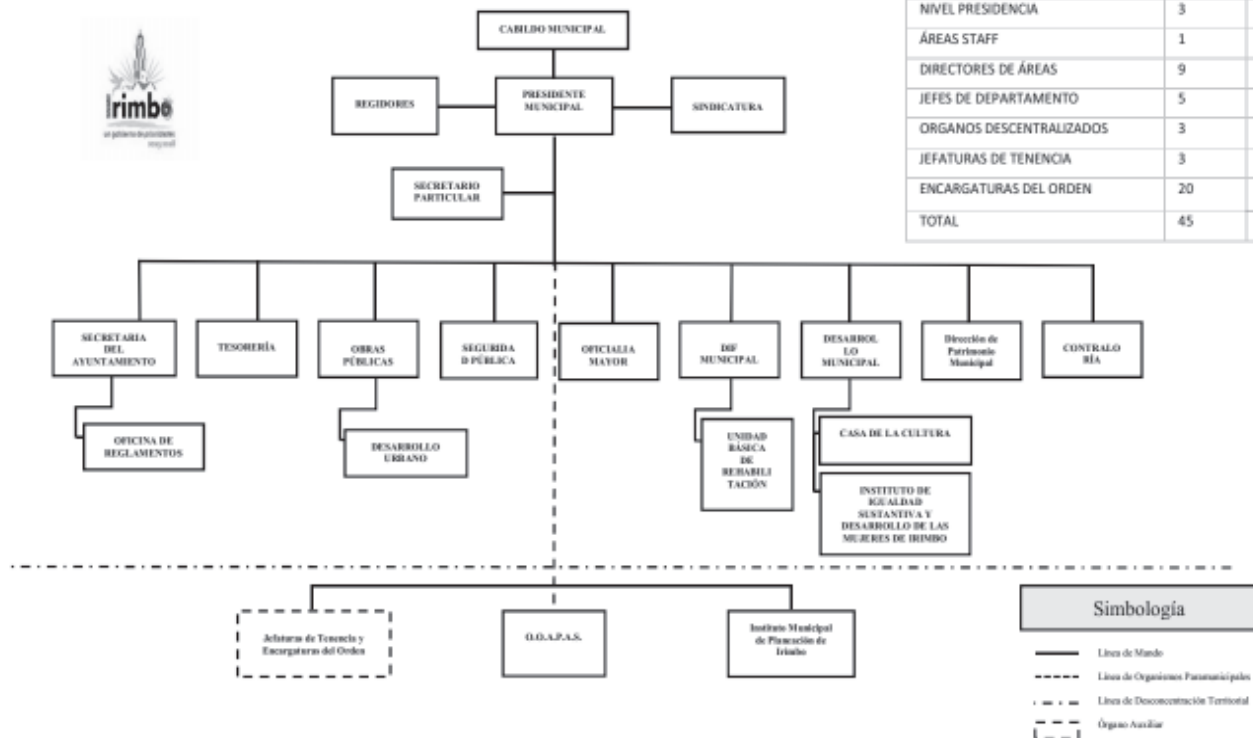 irimbo
CABILDO MUNICIPAL
REGIDORES
PRESIDENTE
MUNICIPAL
SINDICATURA
SECRETARIO
PARTICULAR
NIVEL PRESIDENCIA 3
ÁREAS STAFF 1
DIRECTORES DE ÁREAS 9
JEFES DE DEPARTAMENTO 5
ORGANOS DESCENTRALIZADOS 3
JEFATURAS DE TENENCIA 3
ENCARGATURAS DEL ORDEN 20
TOTAL 45
SECRETARIA
DEL
AYUNTAMIENTO
TESORERÍA
OBRAS
PÚBLICAS
SEGURIDA
D PÚBLICA
OFICIALIA
MAYOR
DIF
MUNICIPAL
DESARROL
LO
MUNICIPAL
Dirección de
Patrimonio
Municipal
CONTRALO
RÍA
OFICINA DE
REGLAMENTOS
DESARROLLO
URBANO
UNIDAD
BÁSICA
DE
REHABILI
TACIÓN
CASA DE LA CULTURA
INSTITUTO DE
IGUALDAD
SUSTANTIVA Y
DESARROLLO DE LAS
MUJERES DE IRIMBO
Jefaturas de Tenencia y
Encargaturas del Orden
O.O.A.P.A.S.
Instituto Municipal
de Planeación de
Irimbo
Simbología
Línea de Mando
Línea de Organismos Paramunicipales
Línea de Desconcentración Territorial
Órgano Auxiliar